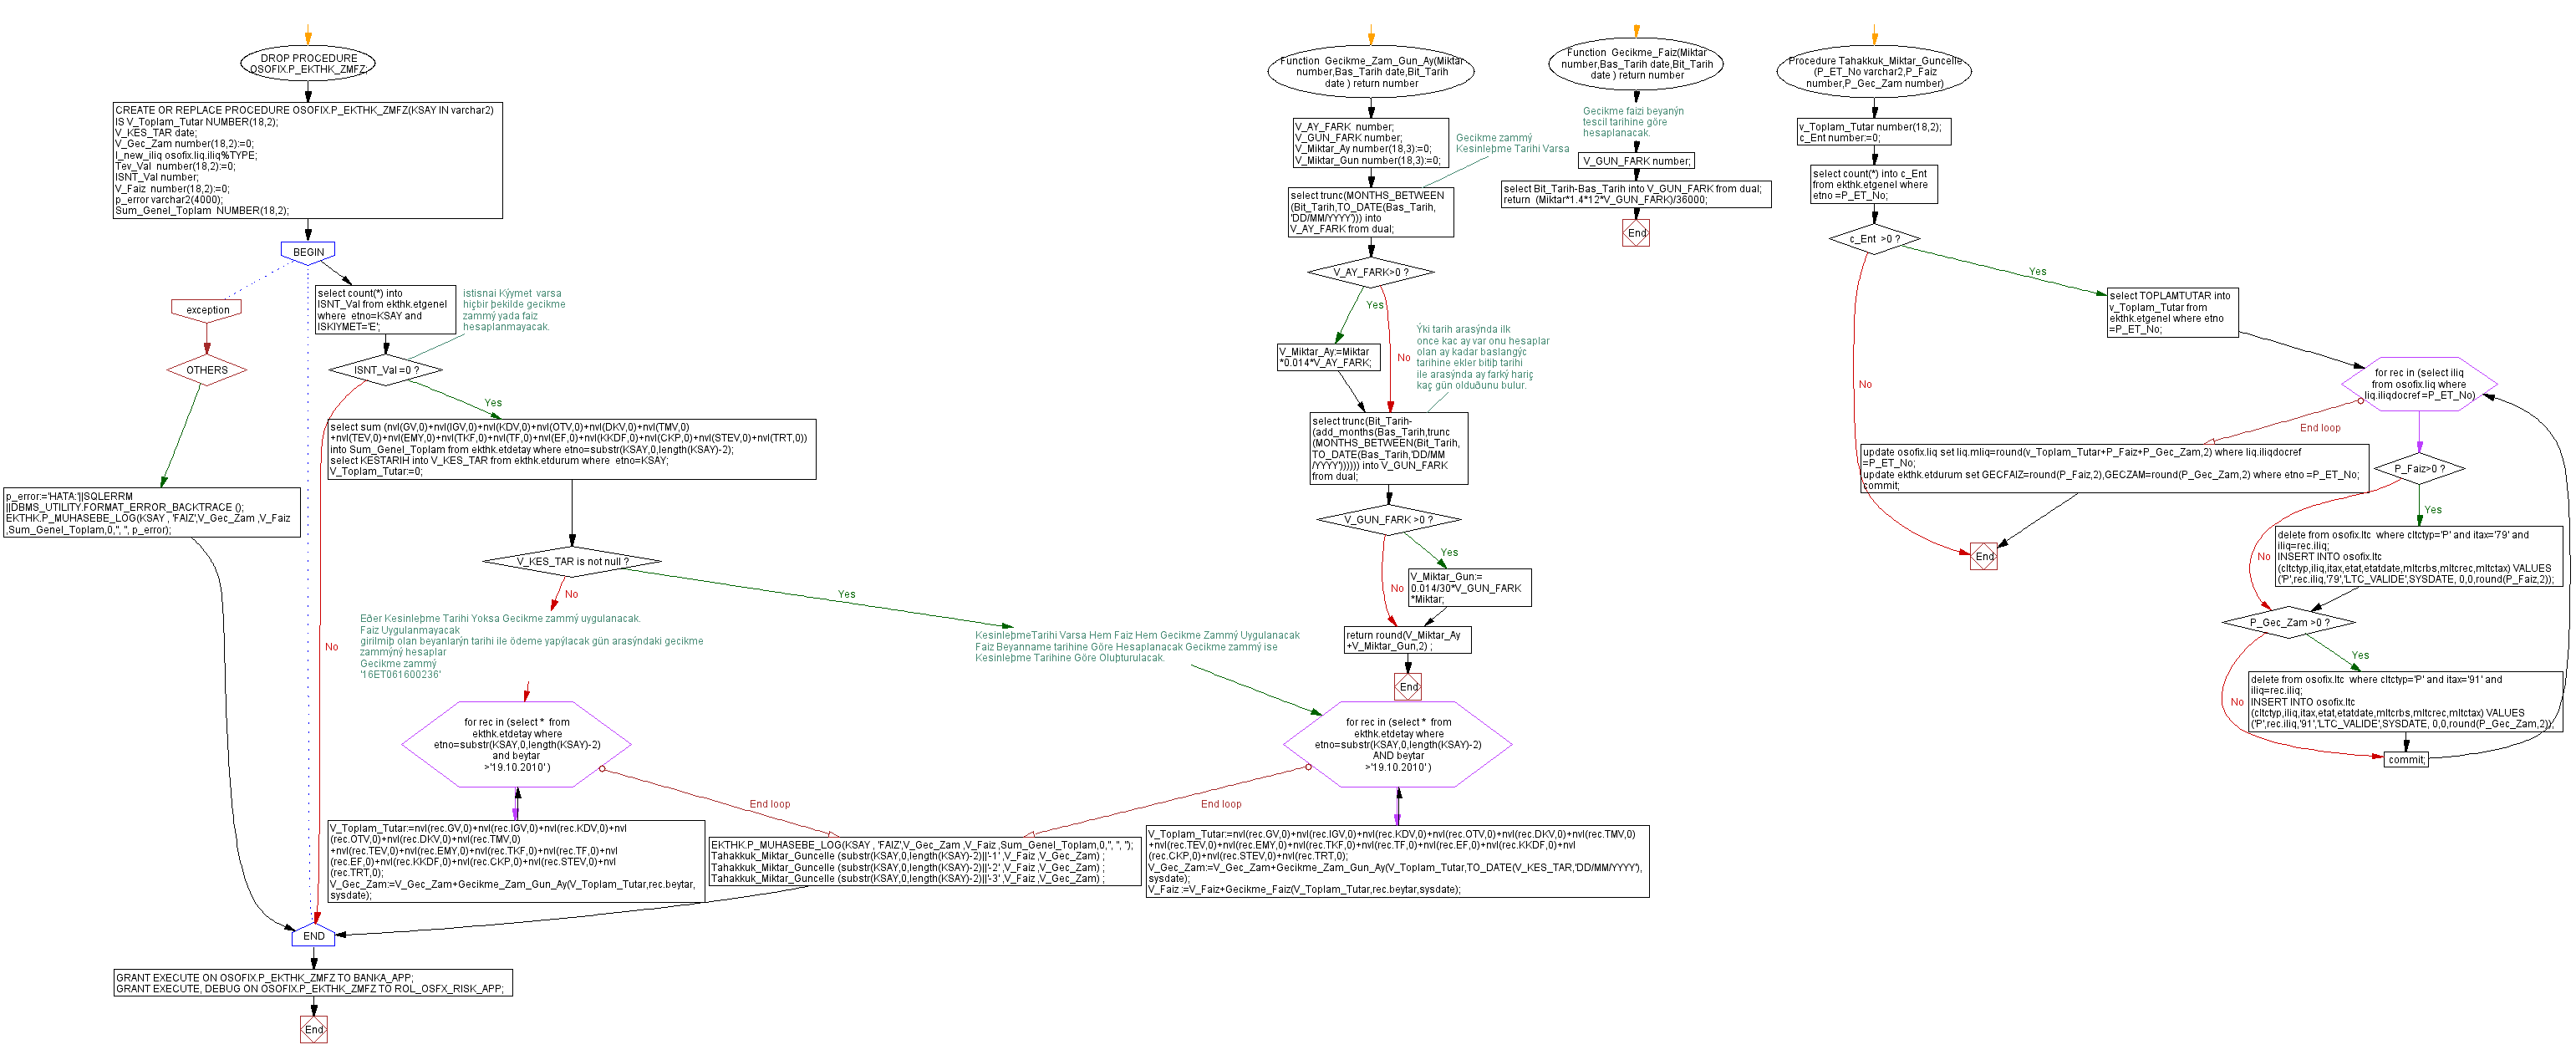 DROP PROCEDURE
OSOFIX.P_EKTHK_ZMFZ;
CREATE OR REPLACE PROCEDURE OSOFIX.P_EKTHK_ZMFZ(KSAY IN varchar2)
IS V_Toplam_Tutar NUMBER(18,2);
V_KES_TAR date;
V_Gec_Zam number(18,2):=0;
l_new_iliq osofix.liq.iliq%TYPE;
Tev_Val  number(18,2):=0;
ISNT_Val number;
V_Faiz  number(18,2):=0;
p_error varchar2(4000);
Sum_Genel_Toplam  NUMBER(18,2);
BEGIN
exception
OTHERS
p_error:='HATA:'||SQLERRM
||DBMS_UTILITY.FORMAT_ERROR_BACKTRACE ();
EKTHK.P_MUHASEBE_LOG(KSAY , 'FAIZ',V_Gec_Zam ,V_Faiz
,Sum_Genel_Toplam,0,'', '', p_error);
select count(*) into
ISNT_Val from ekthk.etgenel
where  etno=KSAY and
ISKIYMET='E';
istisnai Kýymet  varsa
hiçbir þekilde gecikme
zammý yada faiz
hesaplanmayacak.
ISNT_Val =0 ?
Yes
No
select sum (nvl(GV,0)+nvl(IGV,0)+nvl(KDV,0)+nvl(OTV,0)+nvl(DKV,0)+nvl(TMV,0)
+nvl(TEV,0)+nvl(EMY,0)+nvl(TKF,0)+nvl(TF,0)+nvl(EF,0)+nvl(KKDF,0)+nvl(CKP,0)+nvl(STEV,0)+nvl(TRT,0))
into Sum_Genel_Toplam from ekthk.etdetay where etno=substr(KSAY,0,length(KSAY)-2);
select KESTARIH into V_KES_TAR from ekthk.etdurum where  etno=KSAY;
V_Toplam_Tutar:=0;
V_KES_TAR is not null ?
No
Yes
Eðer Kesinleþme Tarihi Yoksa Gecikme zammý uygulanacak.
Faiz Uygulanmayacak
girilmiþ olan beyanlarýn tarihi ile ödeme yapýlacak gün arasýndaki gecikme
zammýný hesaplar
Gecikme zammý
'16ET061600236'
KesinleþmeTarihi Varsa Hem Faiz Hem Gecikme Zammý Uygulanacak
Faiz Beyanname tarihine Göre Hesaplanacak Gecikme zammý ise
Kesinleþme Tarihine Göre Oluþturulacak.
for rec in (select *  from
ekthk.etdetay where
etno=substr(KSAY,0,length(KSAY)-2)
and beytar
>'19.10.2010' )
End loop
V_Toplam_Tutar:=nvl(rec.GV,0)+nvl(rec.IGV,0)+nvl(rec.KDV,0)+nvl
(rec.OTV,0)+nvl(rec.DKV,0)+nvl(rec.TMV,0)
+nvl(rec.TEV,0)+nvl(rec.EMY,0)+nvl(rec.TKF,0)+nvl(rec.TF,0)+nvl
(rec.EF,0)+nvl(rec.KKDF,0)+nvl(rec.CKP,0)+nvl(rec.STEV,0)+nvl
(rec.TRT,0);
V_Gec_Zam:=V_Gec_Zam+Gecikme_Zam_Gun_Ay(V_Toplam_Tutar,rec.beytar,
sysdate);
for rec in (select *  from
ekthk.etdetay where
etno=substr(KSAY,0,length(KSAY)-2)
AND beytar
>'19.10.2010' )
End loop
V_Toplam_Tutar:=nvl(rec.GV,0)+nvl(rec.IGV,0)+nvl(rec.KDV,0)+nvl(rec.OTV,0)+nvl(rec.DKV,0)+nvl(rec.TMV,0)
+nvl(rec.TEV,0)+nvl(rec.EMY,0)+nvl(rec.TKF,0)+nvl(rec.TF,0)+nvl(rec.EF,0)+nvl(rec.KKDF,0)+nvl
(rec.CKP,0)+nvl(rec.STEV,0)+nvl(rec.TRT,0);
V_Gec_Zam:=V_Gec_Zam+Gecikme_Zam_Gun_Ay(V_Toplam_Tutar,TO_DATE(V_KES_TAR,'DD/MM/YYYY'),
sysdate);
V_Faiz :=V_Faiz+Gecikme_Faiz(V_Toplam_Tutar,rec.beytar,sysdate);
EKTHK.P_MUHASEBE_LOG(KSAY , 'FAIZ',V_Gec_Zam ,V_Faiz ,Sum_Genel_Toplam,0,'', '', '');
Tahakkuk_Miktar_Guncelle (substr(KSAY,0,length(KSAY)-2)||'-1' ,V_Faiz ,V_Gec_Zam) ;
Tahakkuk_Miktar_Guncelle (substr(KSAY,0,length(KSAY)-2)||'-2' ,V_Faiz ,V_Gec_Zam) ;
Tahakkuk_Miktar_Guncelle (substr(KSAY,0,length(KSAY)-2)||'-3' ,V_Faiz ,V_Gec_Zam) ;
END
GRANT EXECUTE ON OSOFIX.P_EKTHK_ZMFZ TO BANKA_APP;
GRANT EXECUTE, DEBUG ON OSOFIX.P_EKTHK_ZMFZ TO ROL_OSFX_RISK_APP;
End
Function  Gecikme_Zam_Gun_Ay(Miktar
number,Bas_Tarih date,Bit_Tarih
date ) return number
V_AY_FARK  number;
V_GUN_FARK number;
V_Miktar_Ay number(18,3):=0;
V_Miktar_Gun number(18,3):=0;
Gecikme zammý
Kesinleþme Tarihi Varsa
select trunc(MONTHS_BETWEEN
(Bit_Tarih,TO_DATE(Bas_Tarih,
'DD/MM/YYYY'))) into
V_AY_FARK from dual;
V_AY_FARK>0 ?
Yes
No
V_Miktar_Ay:=Miktar
*0.014*V_AY_FARK;
Ýki tarih arasýnda ilk
once kac ay var onu hesaplar
olan ay kadar baslangýç
tarihine ekler bitiþ tarihi
ile arasýnda ay farký hariç
kaç gün olduðunu bulur.
select trunc(Bit_Tarih-
(add_months(Bas_Tarih,trunc
(MONTHS_BETWEEN(Bit_Tarih,
TO_DATE(Bas_Tarih,'DD/MM
/YYYY')))))) into V_GUN_FARK
from dual;
V_GUN_FARK >0 ?
Yes
No
V_Miktar_Gun:=
0.014/30*V_GUN_FARK
*Miktar;
return round(V_Miktar_Ay
+V_Miktar_Gun,2) ;
End
Function  Gecikme_Faiz(Miktar
number,Bas_Tarih date,Bit_Tarih
date ) return number
Gecikme faizi beyanýn
tescil tarihine göre
hesaplanacak.
V_GUN_FARK number;
select Bit_Tarih-Bas_Tarih into V_GUN_FARK from dual;
return  (Miktar*1.4*12*V_GUN_FARK)/36000;
End
Procedure Tahakkuk_Miktar_Guncelle
(P_ET_No varchar2,P_Faiz
number,P_Gec_Zam number)
v_Toplam_Tutar number(18,2);
c_Ent number:=0;
select count(*) into c_Ent
from ekthk.etgenel where
etno =P_ET_No;
c_Ent  >0 ?
Yes
No
select TOPLAMTUTAR into
v_Toplam_Tutar from
ekthk.etgenel where etno
=P_ET_No;
for rec in (select iliq
from osofix.liq where
liq.iliqdocref =P_ET_No)
End loop
update osofix.liq set liq.mliq=round(v_Toplam_Tutar+P_Faiz+P_Gec_Zam,2) where liq.iliqdocref
=P_ET_No;
update ekthk.etdurum set GECFAIZ=round(P_Faiz,2),GECZAM=round(P_Gec_Zam,2) where etno =P_ET_No;
commit;
End
P_Faiz>0 ?
Yes
No
delete from osofix.ltc  where cltctyp='P' and itax='79' and
iliq=rec.iliq;
INSERT INTO osofix.ltc
(cltctyp,iliq,itax,etat,etatdate,mltcrbs,mltcrec,mltctax) VALUES
('P',rec.iliq,'79','LTC_VALIDE',SYSDATE, 0,0,round(P_Faiz,2));
P_Gec_Zam >0 ?
Yes
No
delete from osofix.ltc  where cltctyp='P' and itax='91' and
iliq=rec.iliq;
INSERT INTO osofix.ltc
(cltctyp,iliq,itax,etat,etatdate,mltcrbs,mltcrec,mltctax) VALUES
('P',rec.iliq,'91','LTC_VALIDE',SYSDATE, 0,0,round(P_Gec_Zam,2));
commit;